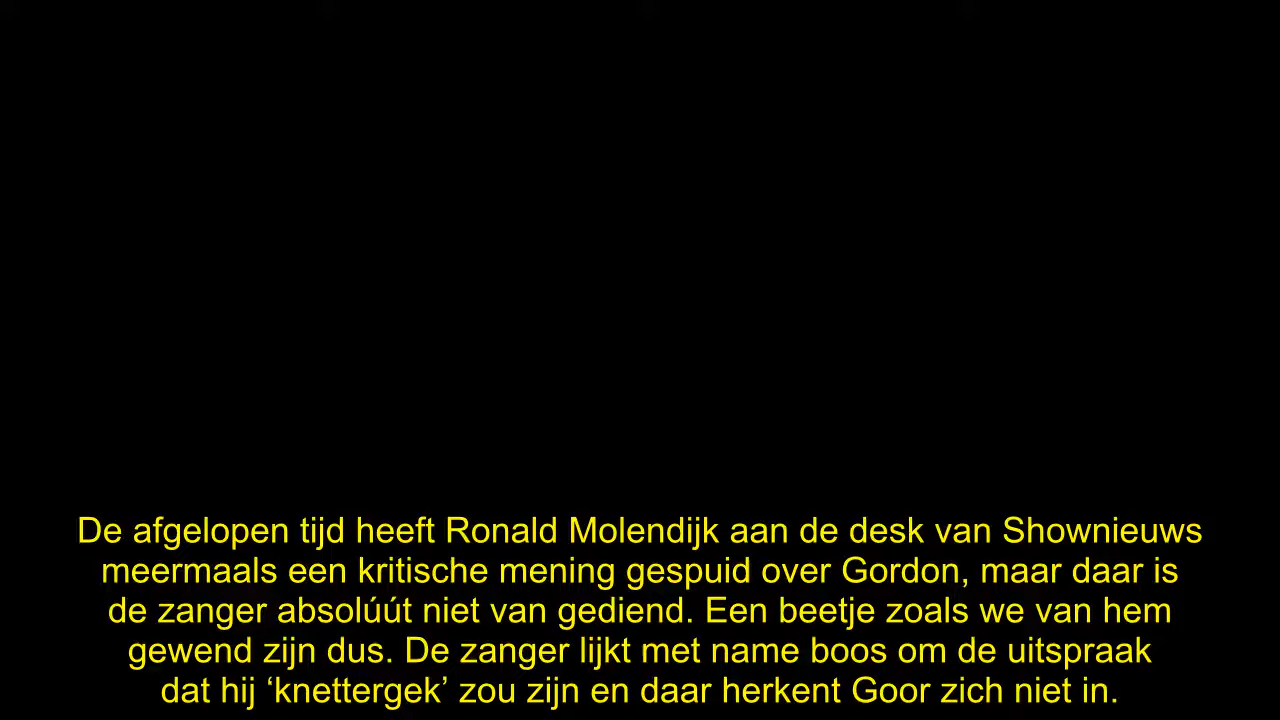 De afgelopen tijd heeft Ronald Molendijk aan de desk van Shownieuws
meermaals een kritische mening gespuid over Gordon, maar daar is
de zanger absolúút niet van gediend. Een beetje zoals we van hem
gewend zijn dus. De zanger lijkt met name boos om de uitspraak
dat hij ‘knettergek’ zou zijn en daar herkent Goor zich niet in.